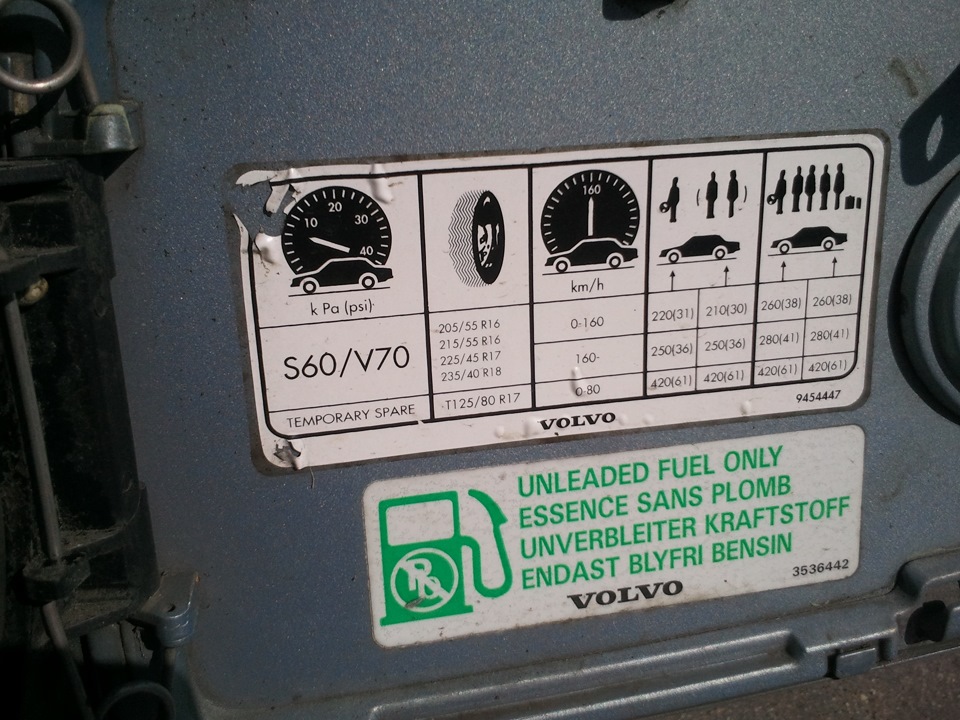 10 20 30 40
160
k Pa (psi)
km/h
S60/V70
205/55 R16
215/55 R16
225/45 R17
235/40 R18
0-160
160-
220(31) 210(30) 260(38) 260(38)
250(36) 250(36) 280(41) 280(41)
TEMPORARY SPARE T125/80 R17 0-80 420(61) 420(61) 420(61) 420(61)
VOLVO
9454447
UNLEADED FUEL ONLY
ESSENCE SANS PLOMB
UNVERBLEITER KRAFTSTOFF
ENDAST BLYFRI BENSIN
VOLVO
3536442